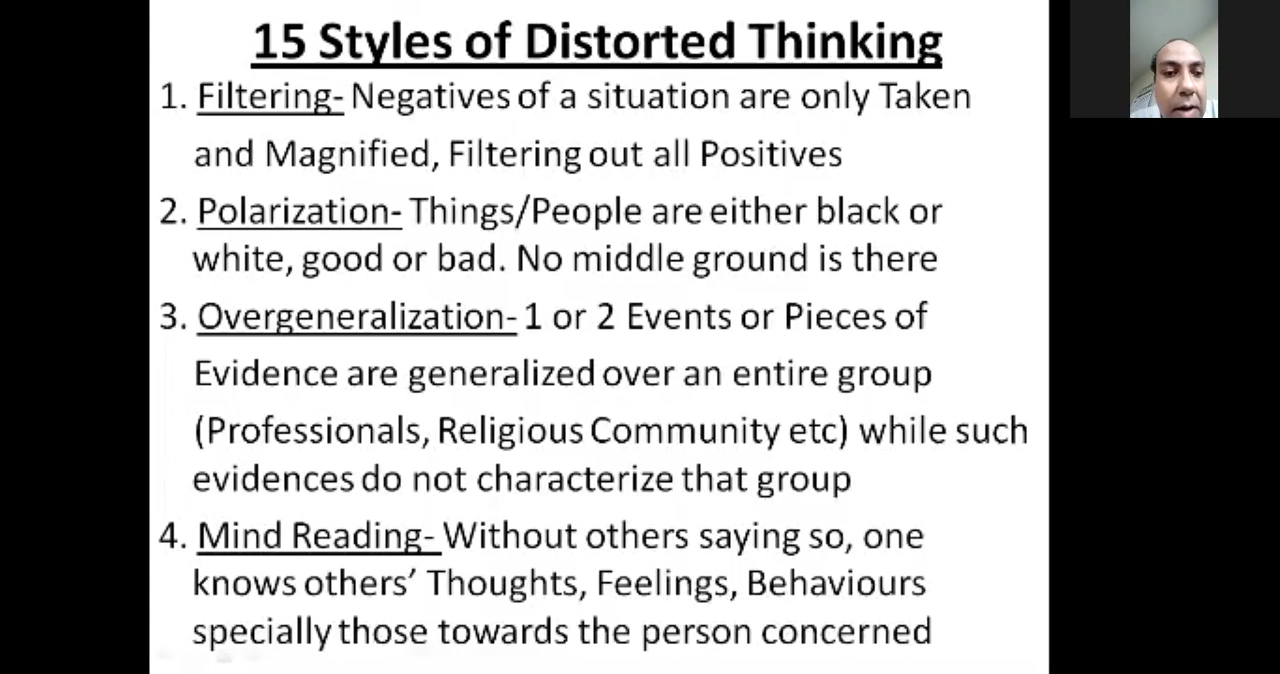 15 Styles of Distorted Thinking
1. Filtering- Negatives of a situation are only Taken
and Magnified, Filtering out all Positives
2. Polarization- Things/People are either black or
white, good or bad. No middle ground is there
3. Overgeneralization- 1 or 2 Events or Pieces of
Evidence are generalized over an entire group
(Professionals, Religious Community etc) while such
evidences do not characterize that group
4. Mind Reading- Without others saying so, one
knows others’ Thoughts, Feelings, Behaviours
specially those towards the person concerned